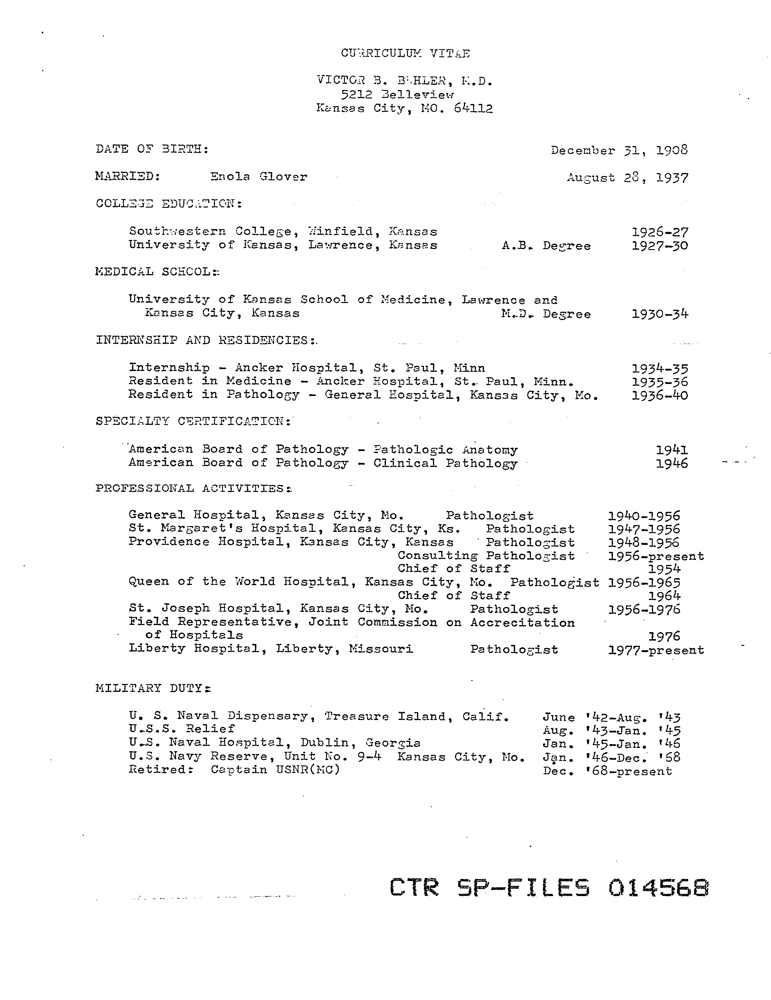 CURRICULUM VITAE
VICTOR B. BUHLER, M.D.
5212 Belleview
Kansas City, MO. 64112
DATE OF BIRTH: December 31, 1908
MARRIED: Enola Glover August 28, 1937
COLLEGE EDUCATION:
Southwestern College, Winfield, Kansas 1926-27
University of Kansas, Lawrence, Kansas A.B. Degree 1927-30
MEDICAL SCHOOL:
University of Kansas School of Medicine, Lawrence and
Kansas City, Kansas M.D. Degree 1930-34
INTERNSHIP AND RESIDENCIES:
Internship - Ancker Hospital, St. Paul, Minn 1934-35
Resident in Medicine - Ancker Hospital, St. Paul, Minn. 1935-36
Resident in Pathology - General Hospital, Kansas City, Mo. 1936-40
SPECIALTY CERTIFICATION:
American Board of Pathology - Pathologic Anatomy 1941
American Board of Pathology - Clinical Pathology 1946
PROFESSIONAL ACTIVITIES:
General Hospital, Kansas City, Mo. Pathologist 1940-1956
St. Margaret's Hospital, Kansas City, Ks. Pathologist 1947-1956
Providence Hospital, Kansas City, Kansas Pathologist 1948-1956
Consulting Pathologist 1956-present
Chief of Staff 1954
Queen of the World Hospital, Kansas City, Mo. Pathologist 1956-1965
Chief of Staff 1964
St. Joseph Hospital, Kansas City, Mo. Pathologist 1956-1976
Field Representative, Joint Commission on Accrecitation
of Hospitals 1976
Liberty Hospital, Liberty, Missouri Pathologist 1977-present
MILITARY DUTY:
U. S. Naval Dispensary, Treasure Island, Calif. June '42-Aug. '43
U.S.S. Relief Aug. '43-Jan. '45
U.S. Naval Hospital, Dublin, Georgia Jan. '45-Jan. '46
U.S. Navy Reserve, Unit No. 9-4 Kansas City, Mo. Jan. '46-Dec. '68
Retired: Captain USNR(MC) Dec. '68-present
CTR SP-FILES 014568